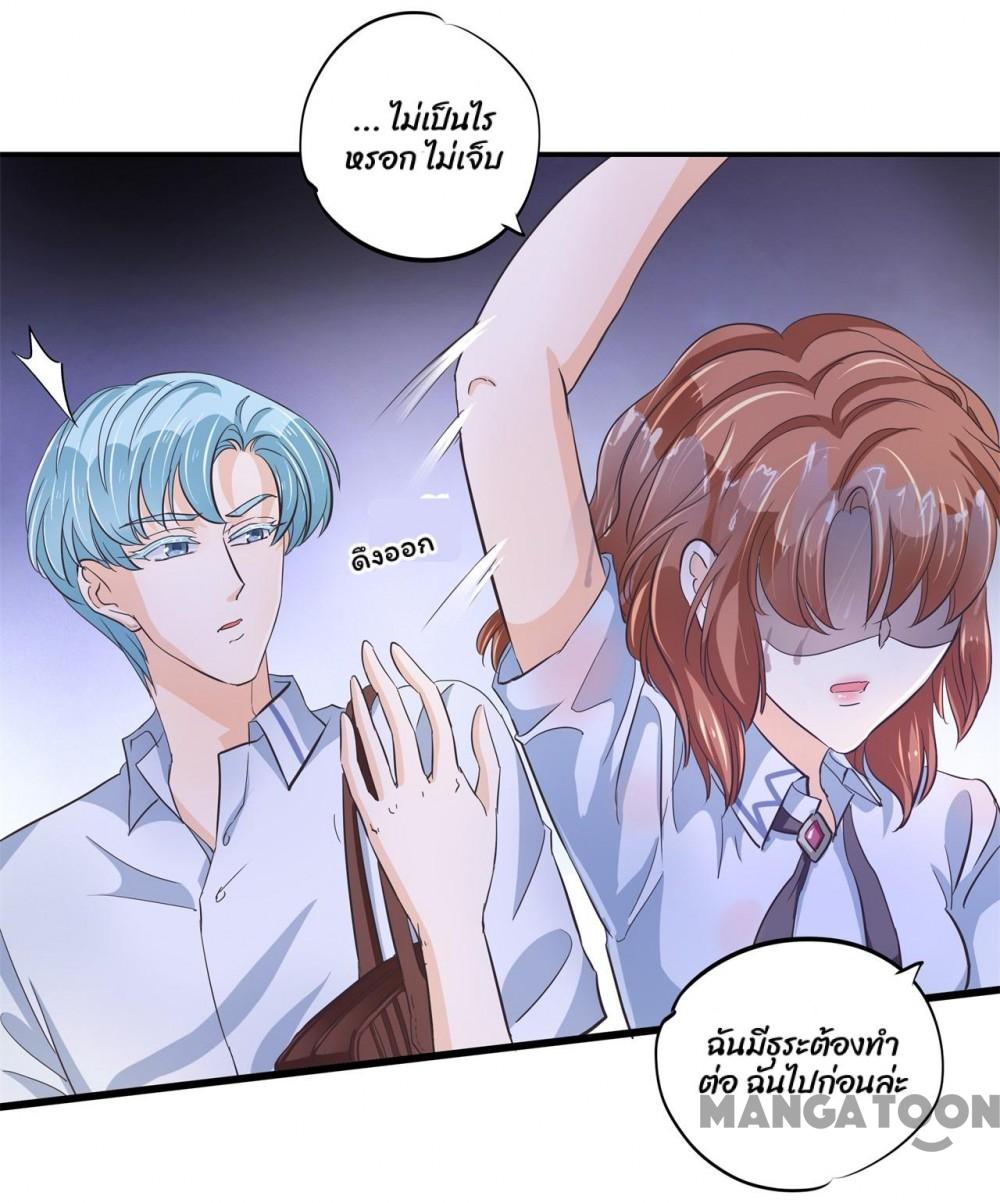 ... ไม่เป็นไร
หรอก ไม่เจ็บ
ดึงออก
ฉันมีธุระต้องทำ
ต่อ ฉันไปก่อนล่ะ
MANGATOON